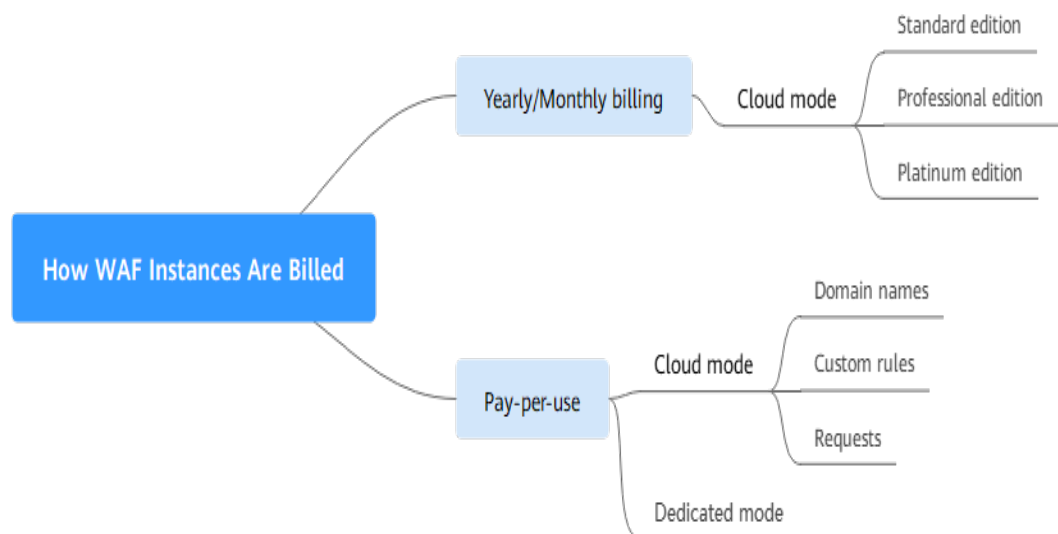 How WAF Instances Are Billed
Yearly/Monthly billing
Cloud mode
Standard edition
Professional edition
Platinum edition
Pay-per-use
Cloud mode
Domain names
Custom rules
Requests
Dedicated mode